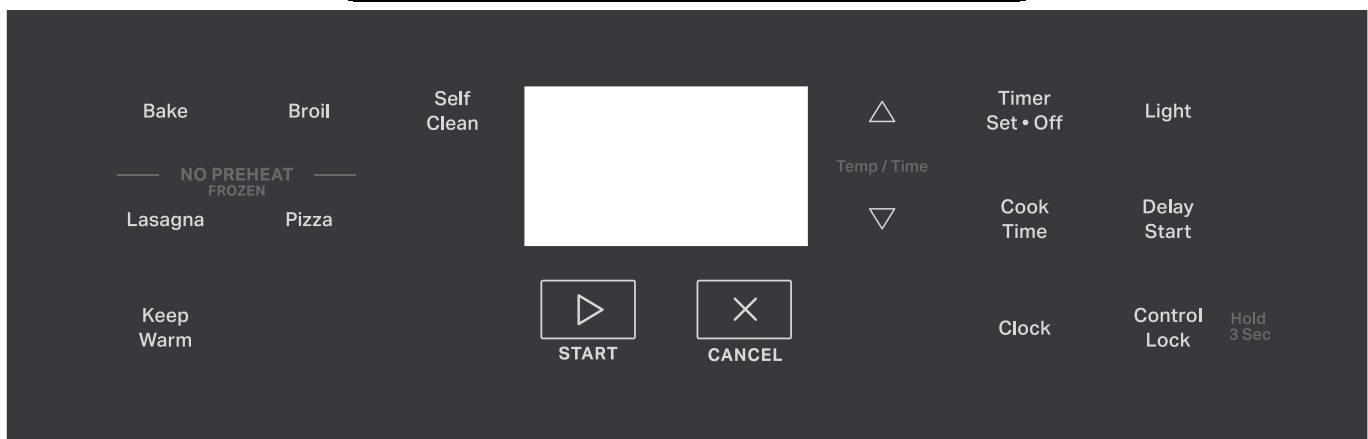 Bake
Broil
Self
Clean
NO PREHEAT
FROZEN
Lasagna
Pizza
Keep
Warm
START
CANCEL
Temp / Time
Timer
Set • Off
Light
Cook
Time
Delay
Start
Clock
Control
Lock
Hold
3 Sec